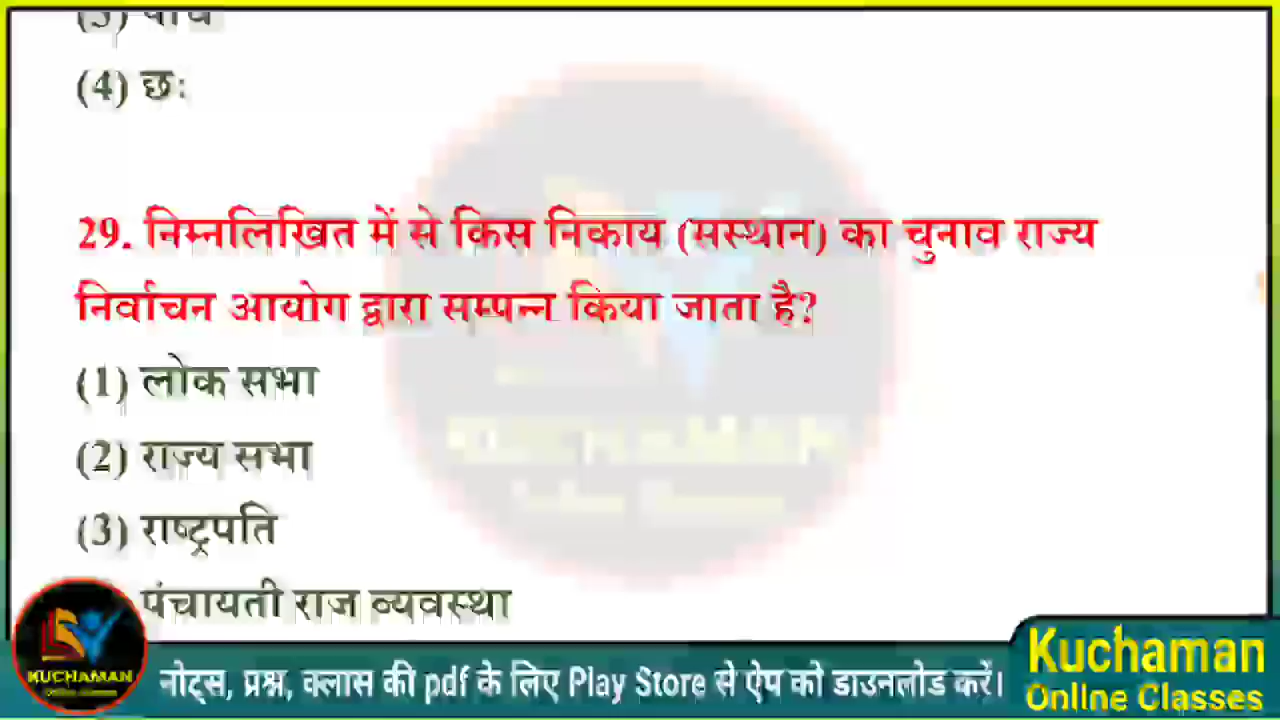 (3) पांच
(4) छः
29. निम्नलिखित में से किस निकाय (सस्थान) का चुनाव राज्य
निर्वाचन आयोग द्वारा सम्पन्न किया जाता है?
(1) लोक सभा
(2) राज्य सभा
(3) राष्ट्रपति
पंचायती राज व्यवस्था
KUCHAMAN
नोट्स, प्रश्न, क्लास की pdf के लिए Play Store से ऐप को डाउनलोड करें।
Kuchaman
Online Classes